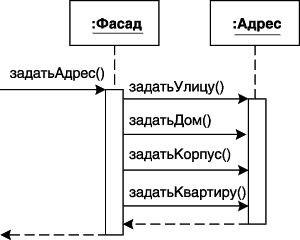 :Фасад
:Адрес
задатьАдрес()
задатьУлицу()
задатьДом()
задатьКорпус()
задатьКвартиру()